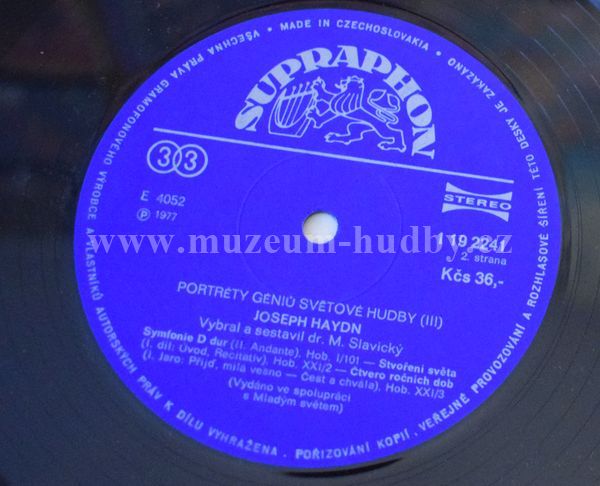 VŠECHNA PRÁVA GRAMOFONOVÉHO VÝROBCE A VLASTNÍKŮ AUTORSKÝCH PRÁV K DÍLU VYHRAŽENA. POŘIZOVÁNÍ KOPIÍ, VEŘEJNÉ PROVOZOVÁNÍ A ROZHLASOVÉ ŠÍŘENÍ TÉTO DESKY JE ZAKÁZÁNO • MADE IN CZECHOSLOVAKIA •
SUPRAPHON
33
E 4052
℗ 1977
STEREO
1 19 2241
2. strana
Kčs 36,-
www.muzeum-hudby.cz
PORTRÉTY GÉNIŮ SVĚTOVÉ HUDBY (III)
JOSEPH HAYDN
Vybral a sestavil dr. M. Slavický
Symfonie D dur (II. Andante), Hob. I/101 — Stvoření světa
(I. díl: Úvod, Recitativ), Hob. XXI/2 — Čtvero ročních dob
(I. Jaro: Přijď, milá vesno — Čest a chvála), Hob. XXI/3
(Vydáno ve spolupráci
s Mladým světem)